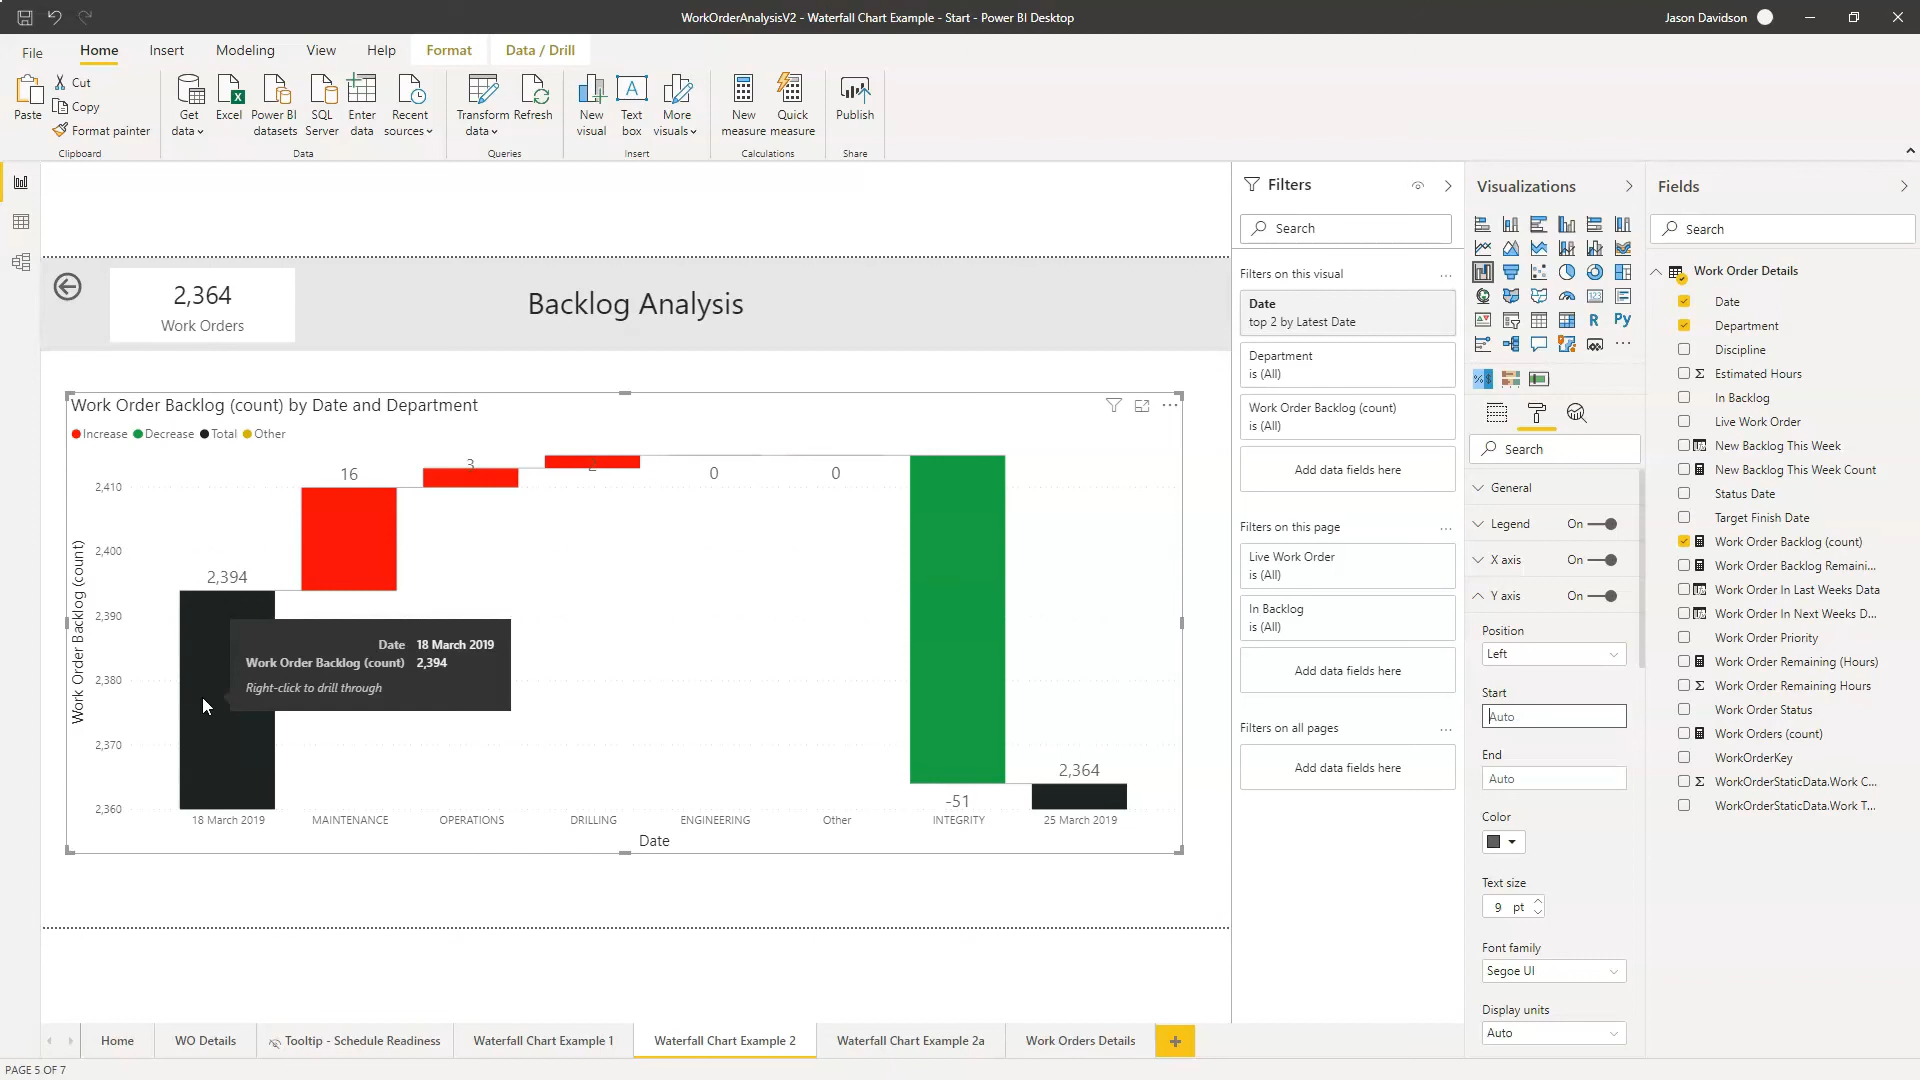 WorkOrderAnalysisV2 - Waterfall Chart Example - Start - Power BI Desktop
Jason Davidson
File
Home
Insert
Modeling
View
Help
Format
Data / Drill
Paste
Cut
Copy
Format painter
Clipboard
Get data
Excel
Power BI datasets
SQL Server
Enter data
Recent sources
Data
Transform data
Refresh
Queries
New visual
Text box
More visuals
Insert
New measure
Quick measure
Calculations
Publish
Share
2,364
Work Orders
Backlog Analysis
Work Order Backlog (count) by Date and Department
Increase
Decrease
Total
Other
Work Order Backlog (count)
2,410
2,400
2,390
2,380
2,370
2,360
2,394
16
3
2
0
0
-51
2,364
Date 18 March 2019
Work Order Backlog (count) 2,394
Right-click to drill through
18 March 2019
MAINTENANCE
OPERATIONS
DRILLING
ENGINEERING
Other
INTEGRITY
25 March 2019
Date
Filters
Search
Filters on this visual
Date
top 2 by Latest Date
Department
is (All)
Work Order Backlog (count)
is (All)
Add data fields here
Filters on this page
Live Work Order
is (All)
In Backlog
is (All)
Add data fields here
Filters on all pages
Add data fields here
Visualizations
R
Py
Search
General
Legend On
X axis On
Y axis On
Position
Left
Start
Auto
End
Auto
Color
Text size
9 pt
Font family
Segoe UI
Display units
Auto
Fields
Search
Work Order Details
Date
Department
Discipline
Estimated Hours
In Backlog
Live Work Order
New Backlog This Week
New Backlog This Week Count
Status Date
Target Finish Date
Work Order Backlog (count)
Work Order Backlog Remaini...
Work Order In Last Weeks Data
Work Order In Next Weeks D...
Work Order Priority
Work Order Remaining (Hours)
Work Order Remaining Hours
Work Order Status
Work Orders (count)
WorkOrderKey
WorkOrderStaticData.Work C...
WorkOrderStaticData.Work T...
Home
WO Details
Tooltip - Schedule Readiness
Waterfall Chart Example 1
Waterfall Chart Example 2
Waterfall Chart Example 2a
Work Orders Details
PAGE 5 OF 7